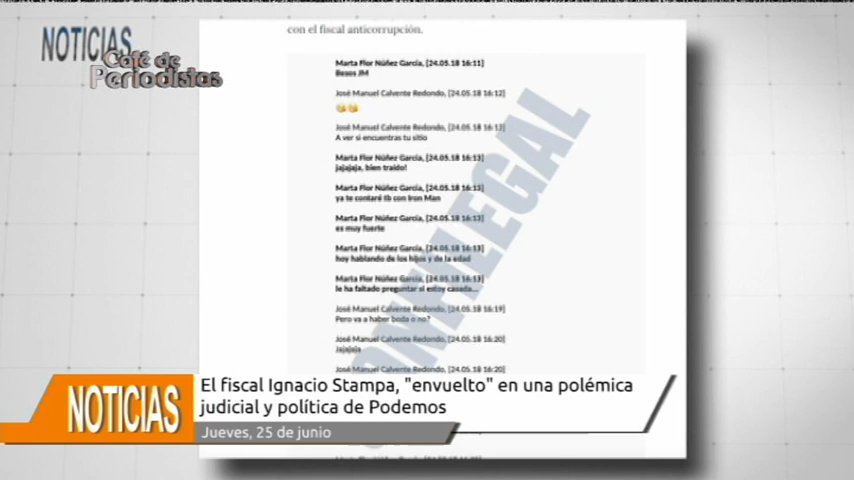 con el fiscal anticorrupción.
NOTICIAS
Café de
Periodistas
Marta Flor Núñez García, [24.05.18 16:11]
Besos JM
José Manuel Calvente Redondo, [24.05.18 16:12]
José Manuel Calvente Redondo, [24.05.18 16:12]
A ver si encuentras tu sitio
Marta Flor Núñez García, [24.05.18 16:13]
jajajaja, bien traido!
Marta Flor Núñez García, [24.05.18 16:13]
ya te contaré tb con Iron Man
Marta Flor Núñez García, [24.05.18 16:13]
es muy fuerte
Marta Flor Núñez García, [24.05.18 16:13]
hoy hablando de los hijos y de la edad
Marta Flor Núñez García, [24.05.18 16:13]
le ha faltado preguntar si estoy casada...
José Manuel Calvente Redondo, [24.05.18 16:19]
Pero va a haber boda o no?
José Manuel Calvente Redondo, [24.05.18 16:20]
Jajajaja
José Manuel Calvente Redondo, [24.05.18 16:20]
CONFILEGAL
El fiscal Ignacio Stampa, "envuelto" en una polémica
judicial y política de Podemos
NOTICIAS
Jueves, 25 de junio